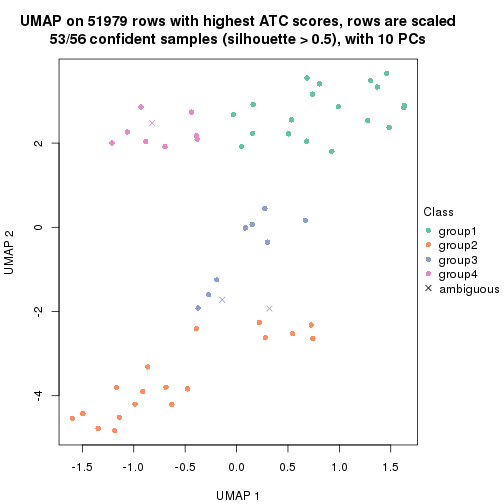 UMAP on 51979 rows with highest ATC scores, rows are scaled
53/56 confident samples (silhouette > 0.5), with 10 PCs
UMAP 2
2
0
-2
-4
-1.5
-1.0
-0.5
0.0
0.5
1.0
1.5
UMAP 1
Class
group1
group2
group3
group4
ambiguous